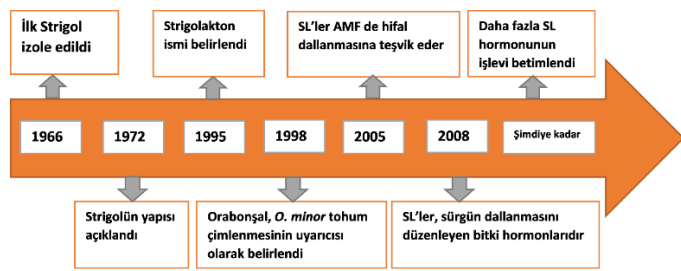 İlk Strigol
izole edildi
Strigolakton
ismi belirlendi
SL'ler AMF de hifal
dallanmasına teşvik eder
Daha fazla SL
hormonunun
işlevi betimlendi
1966
1972
1995
1998
2005
2008
Şimdiye kadar
Strigolün yapısı
açıklandı
Orabonşal, O. minor tohum
çimlenmesinin uyarıcısı
olarak belirlendi
SL'ler, sürgün dallanmasını
düzenleyen bitki hormonlarıdır